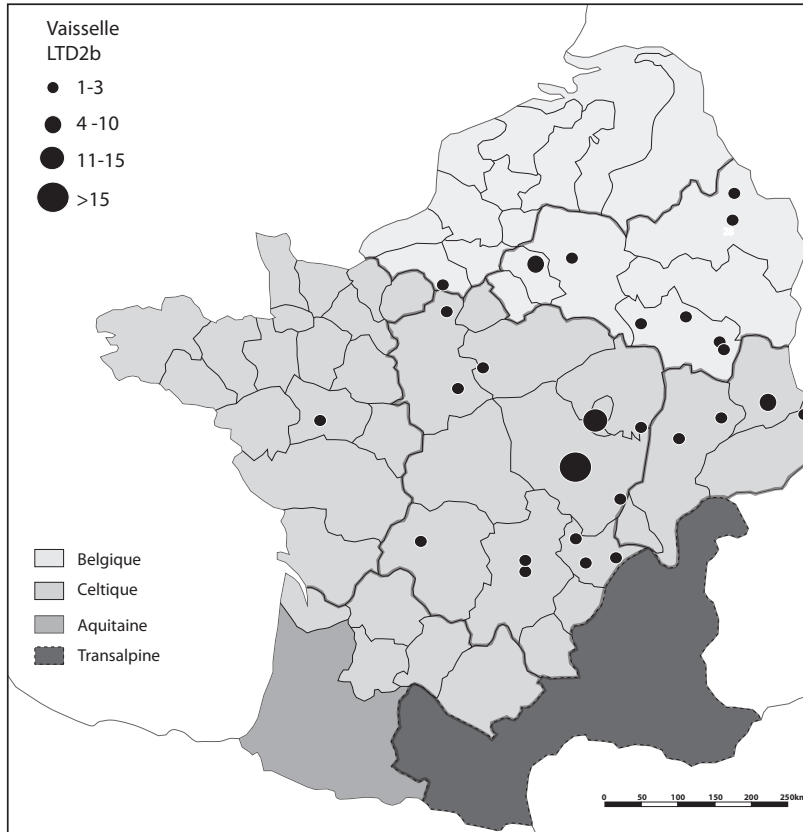 Vaisselle
LTD2b
1-3
4 -10
11-15
>15
Belgique
Celtique
Aquitaine
Transalpine
0 50 100 150 200 250km